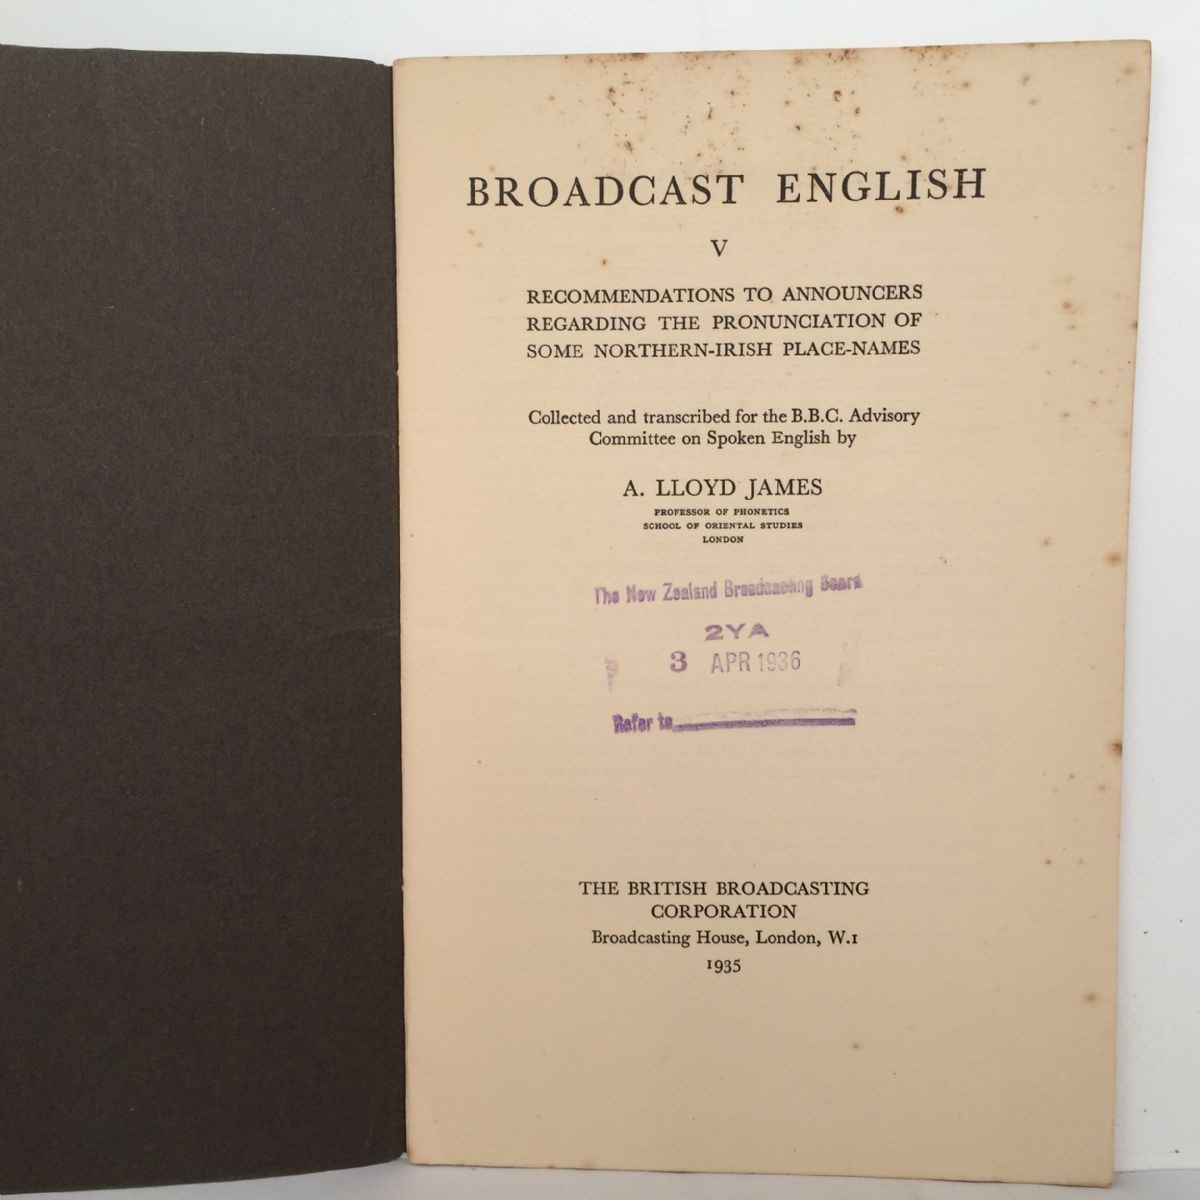 BROADCAST ENGLISH
V
RECOMMENDATIONS TO ANNOUNCERS
REGARDING THE PRONUNCIATION OF
SOME NORTHERN-IRISH PLACE-NAMES
Collected and transcribed for the B.B.C. Advisory
Committee on Spoken English by
A. LLOYD JAMES
PROFESSOR OF PHONETICS
SCHOOL OF ORIENTAL STUDIES
LONDON
The New Zealand Broadcasting Board
2YA
3 APR 1936
Refer to
THE BRITISH BROADCASTING
CORPORATION
Broadcasting House, London, W.1
1935